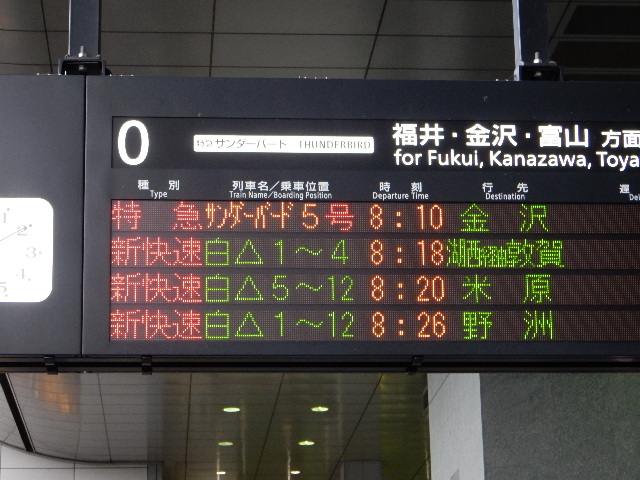 0 特急 サンダーバード THUNDERBIRD 福井・金沢・富山 方面
for Fukui, Kanazawa, Toya
種別 列車名/乗車位置 時刻 行先
Type Train Name/Boarding Position Departure Time Destination
特急 サンダーバード 5号 8:10 金沢
新快速 白△1〜4 8:18 湖西線経由敦賀
新快速 白△5〜12 8:20 米原
新快速 白△1〜12 8:26 野洲